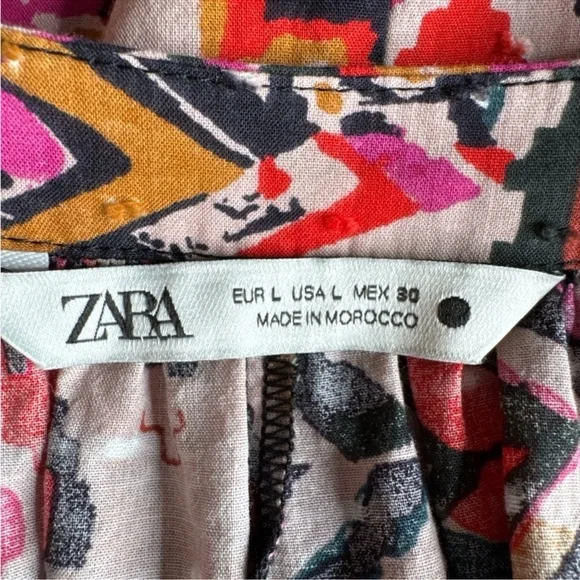 ZARA
EUR L USA L MEX 30
MADE IN MOROCCO